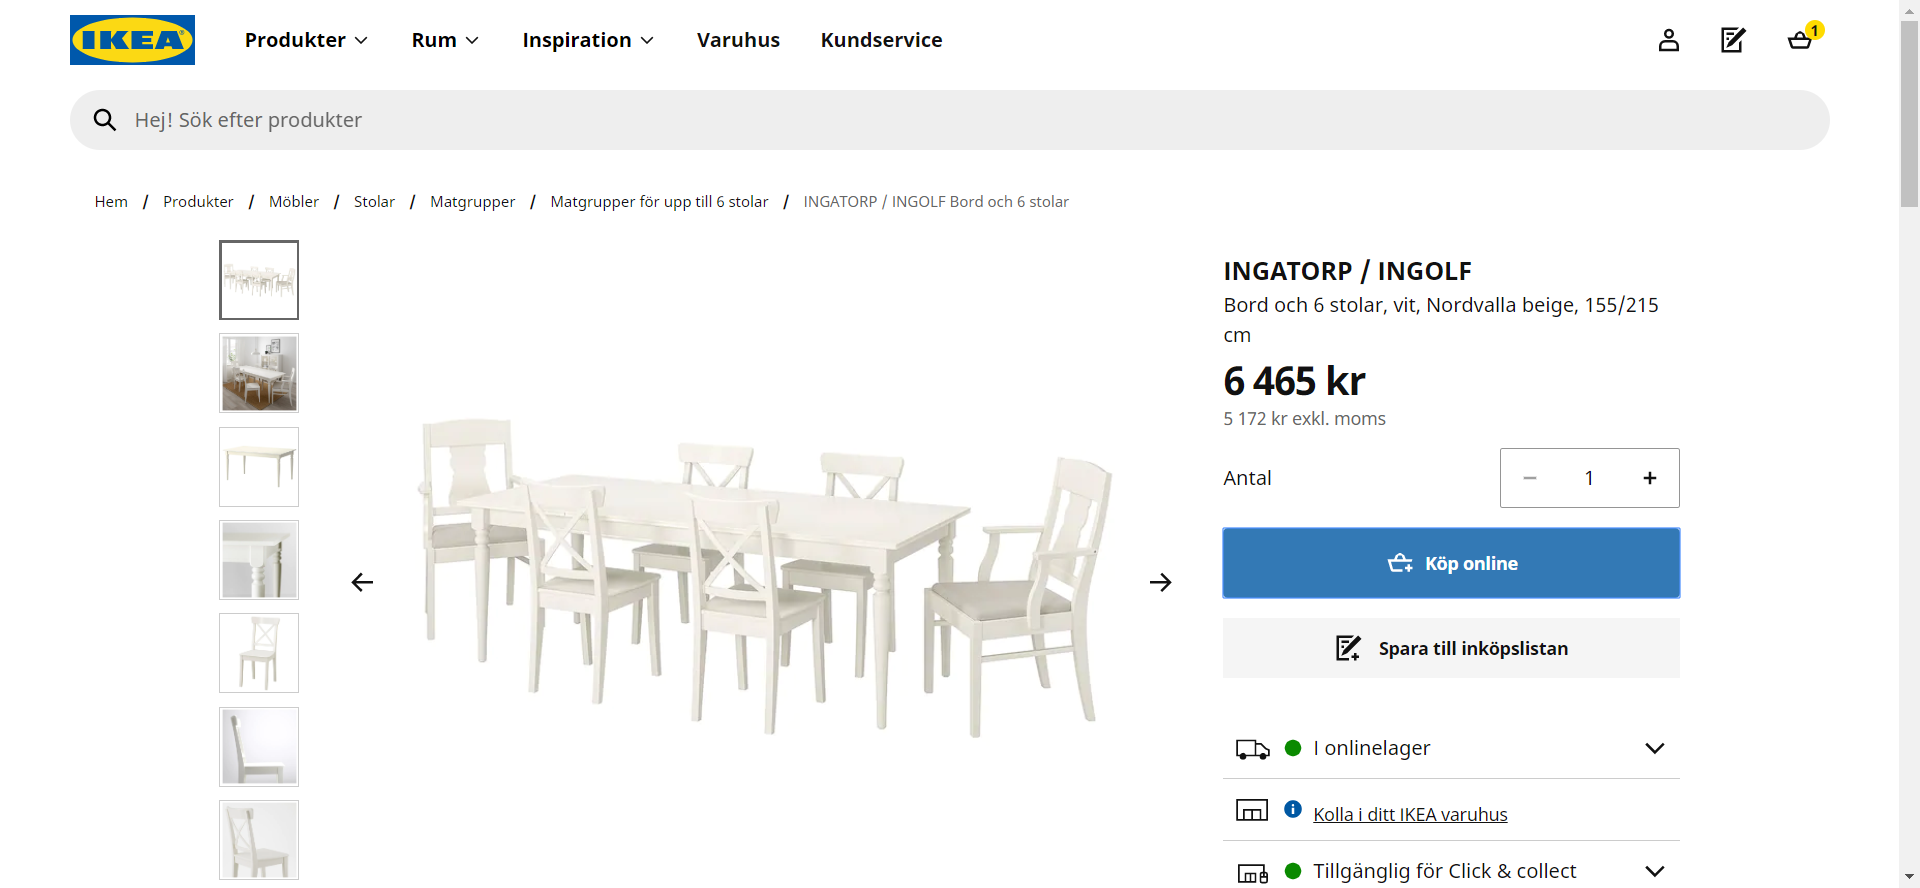 IKEA
Produkter
Rum
Inspiration
Varuhus
Kundservice
1
Hej! Sök efter produkter
Hem / Produkter / Möbler / Stolar / Matgrupper / Matgrupper för upp till 6 stolar / INGATORP / INGOLF Bord och 6 stolar
INGATORP / INGOLF
Bord och 6 stolar, vit, Nordvalla beige, 155/215
cm
6 465 kr
5 172 kr exkl. moms
Antal
1
Köp online
Spara till inköpslistan
I onlinelager
Kolla i ditt IKEA varuhus
Tillgänglig för Click & collect